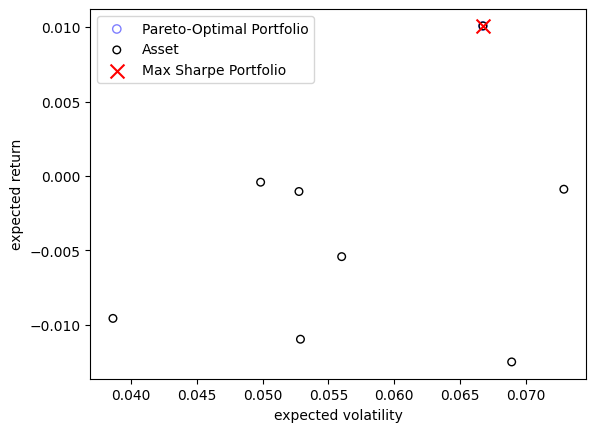 Pareto-Optimal Portfolio
Asset
Max Sharpe Portfolio
0.010
0.005
0.000
−0.005
−0.010
expected return
0.040 0.045 0.050 0.055 0.060 0.065 0.070
expected volatility